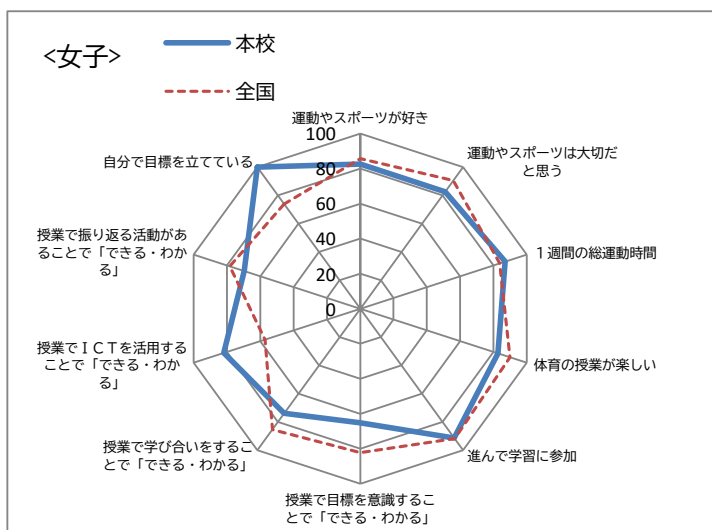 <女子>
本校
全国
運動やスポーツが好き
運動やスポーツは大切だ
と思う
１週間の総運動時間
体育の授業が楽しい
進んで学習に参加
授業で目標を意識するこ
とで「できる・わかる」
授業で学び合いをするこ
とで「できる・わかる」
授業でＩＣＴを活用する
ことで「できる・わか
る」
授業で振り返る活動があ
ることで「できる・わか
る」
自分で目標を立てている
100
80
60
40
20
0